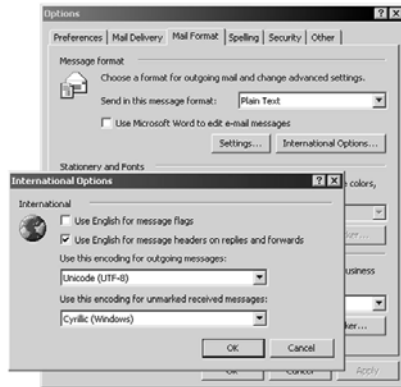 Options
Preferences Mail Delivery Mail Format Spelling Security Other
Message format
Choose a format for outgoing mail and change advanced settings.
Send in this message format: Plain Text
Use Microsoft Word to edit e-mail messages
Settings... International Options...
Stationery and Fonts
colors,
International Options
International
Use English for message flags
Use English for message headers on replies and forwards
Use this encoding for outgoing messages:
Unicode (UTF-8)
Use this encoding for unmarked received messages:
Cyrillic (Windows)
OK Cancel
Apply